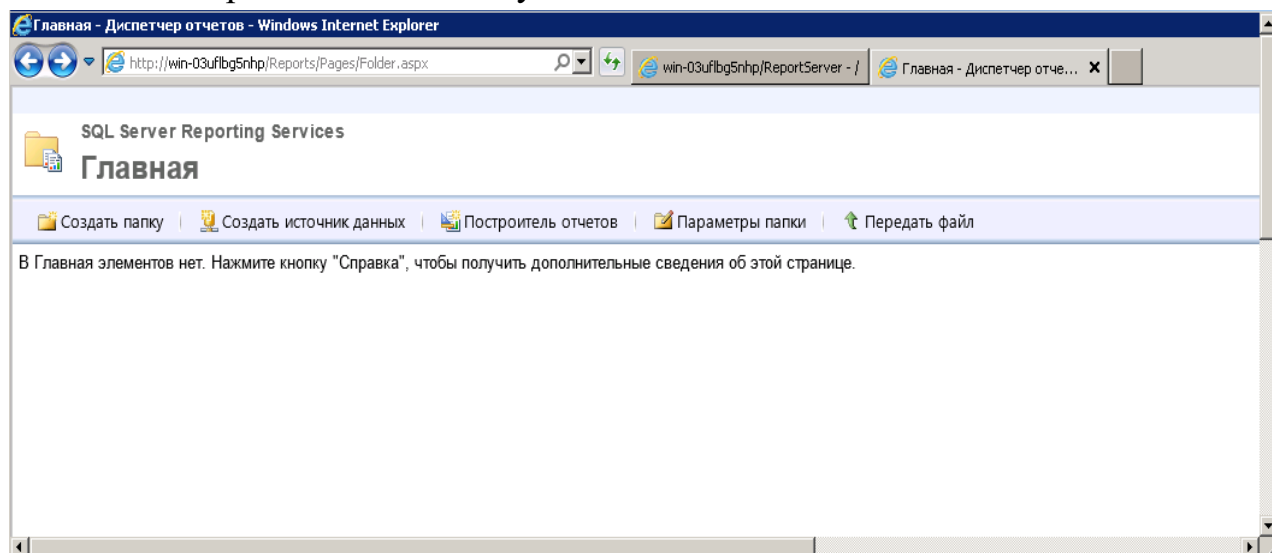 Главная - Диспетчер отчетов - Windows Internet Explorer
http://win-03uflbg5nhp/Reports/Pages/Folder.aspx
win-03uflbg5nhp/ReportServer - /
Главная - Диспетчер отче...
SQL Server Reporting Services
Главная
Создать папку
Создать источник данных
Построитель отчетов
Параметры папки
Передать файл
В Главная элементов нет. Нажмите кнопку "Справка", чтобы получить дополнительные сведения об этой странице.